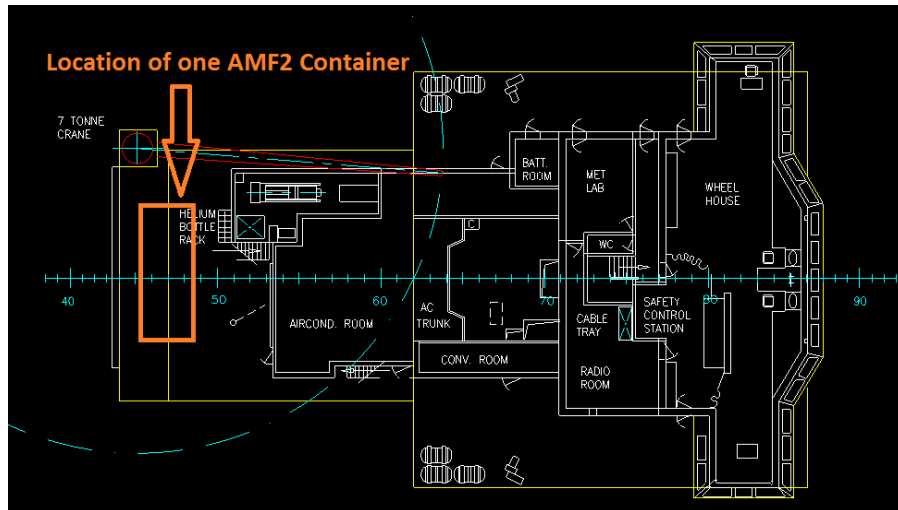 Location of one AMF2 Container
7 TONNE
CRANE
BATT.
ROOM
MET
LAB
WHEEL
HOUSE
HELIUM
BOTTLE
RACK
C
WC
40
50
60
70
80
90
AIRCOND. ROOM
AC
TRUNK
CABLE
TRAY
SAFETY
CONTROL
STATION
CONV. ROOM
RADIO
ROOM